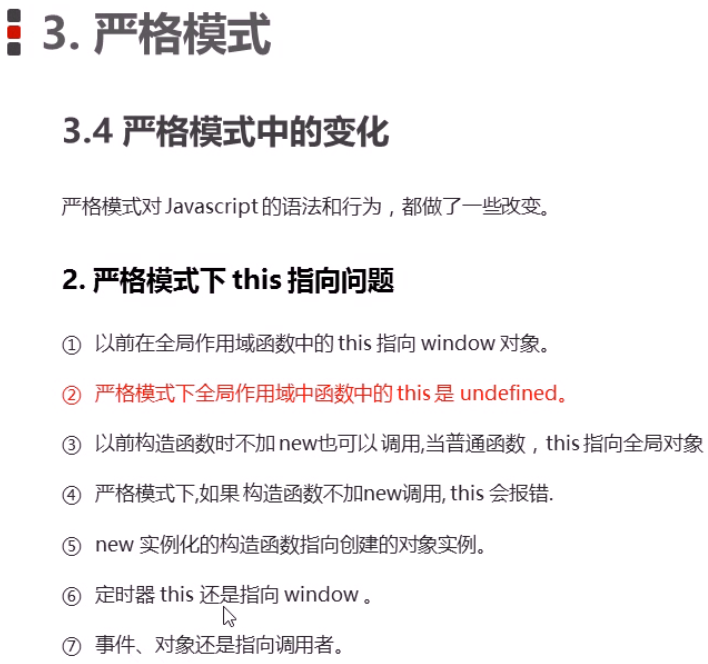 3. 严格模式
3.4 严格模式中的变化
严格模式对 Javascript 的语法和行为，都做了一些改变。
2. 严格模式下 this 指向问题
① 以前在全局作用域函数中的 this 指向 window 对象。
② 严格模式下全局作用域中函数中的 this 是 undefined。
③ 以前构造函数时不加 new也可以 调用,当普通函数，this 指向全局对象
④ 严格模式下,如果 构造函数不加new调用, this 会报错.
⑤ new 实例化的构造函数指向创建的对象实例。
⑥ 定时器 this 还是指向 window 。
⑦ 事件、对象还是指向调用者。